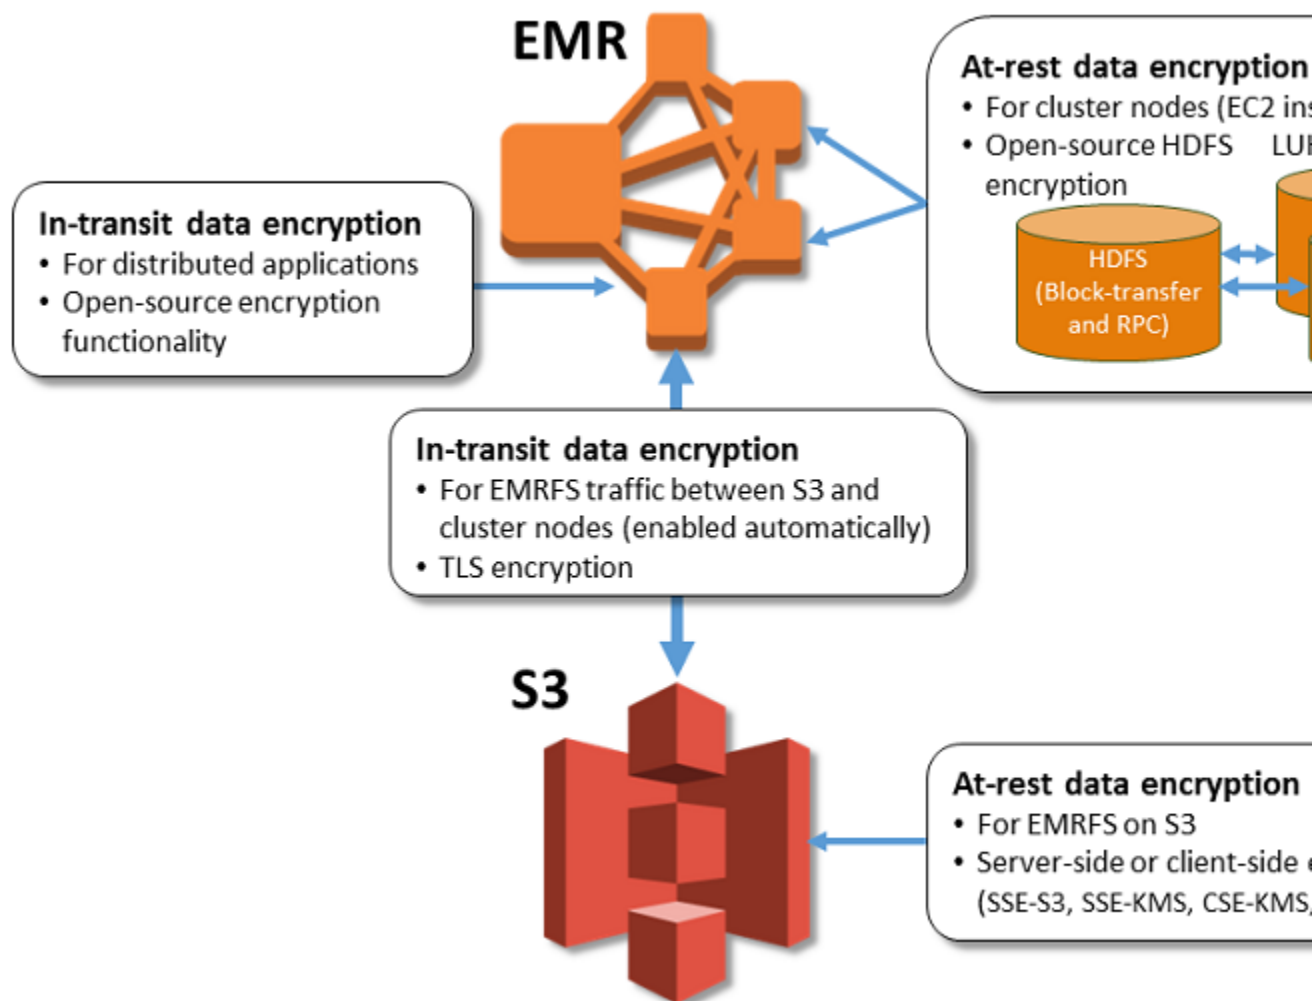 EMR
At-rest data encryption
• For cluster nodes (EC2
• Open-source HDFS
encryption
HDFS
(Block-transfer
and RPC)
In-transit data encryption
• For distributed applications
• Open-source encryption
functionality
In-transit data encryption
• For EMRFS traffic between S3 and
cluster nodes (enabled automatically)
• TLS encryption
S3
At-rest data encryption
• For EMRFS on S3
• Server-side or client-side
(SSE-S3, SSE-KMS, CSE-KMS,